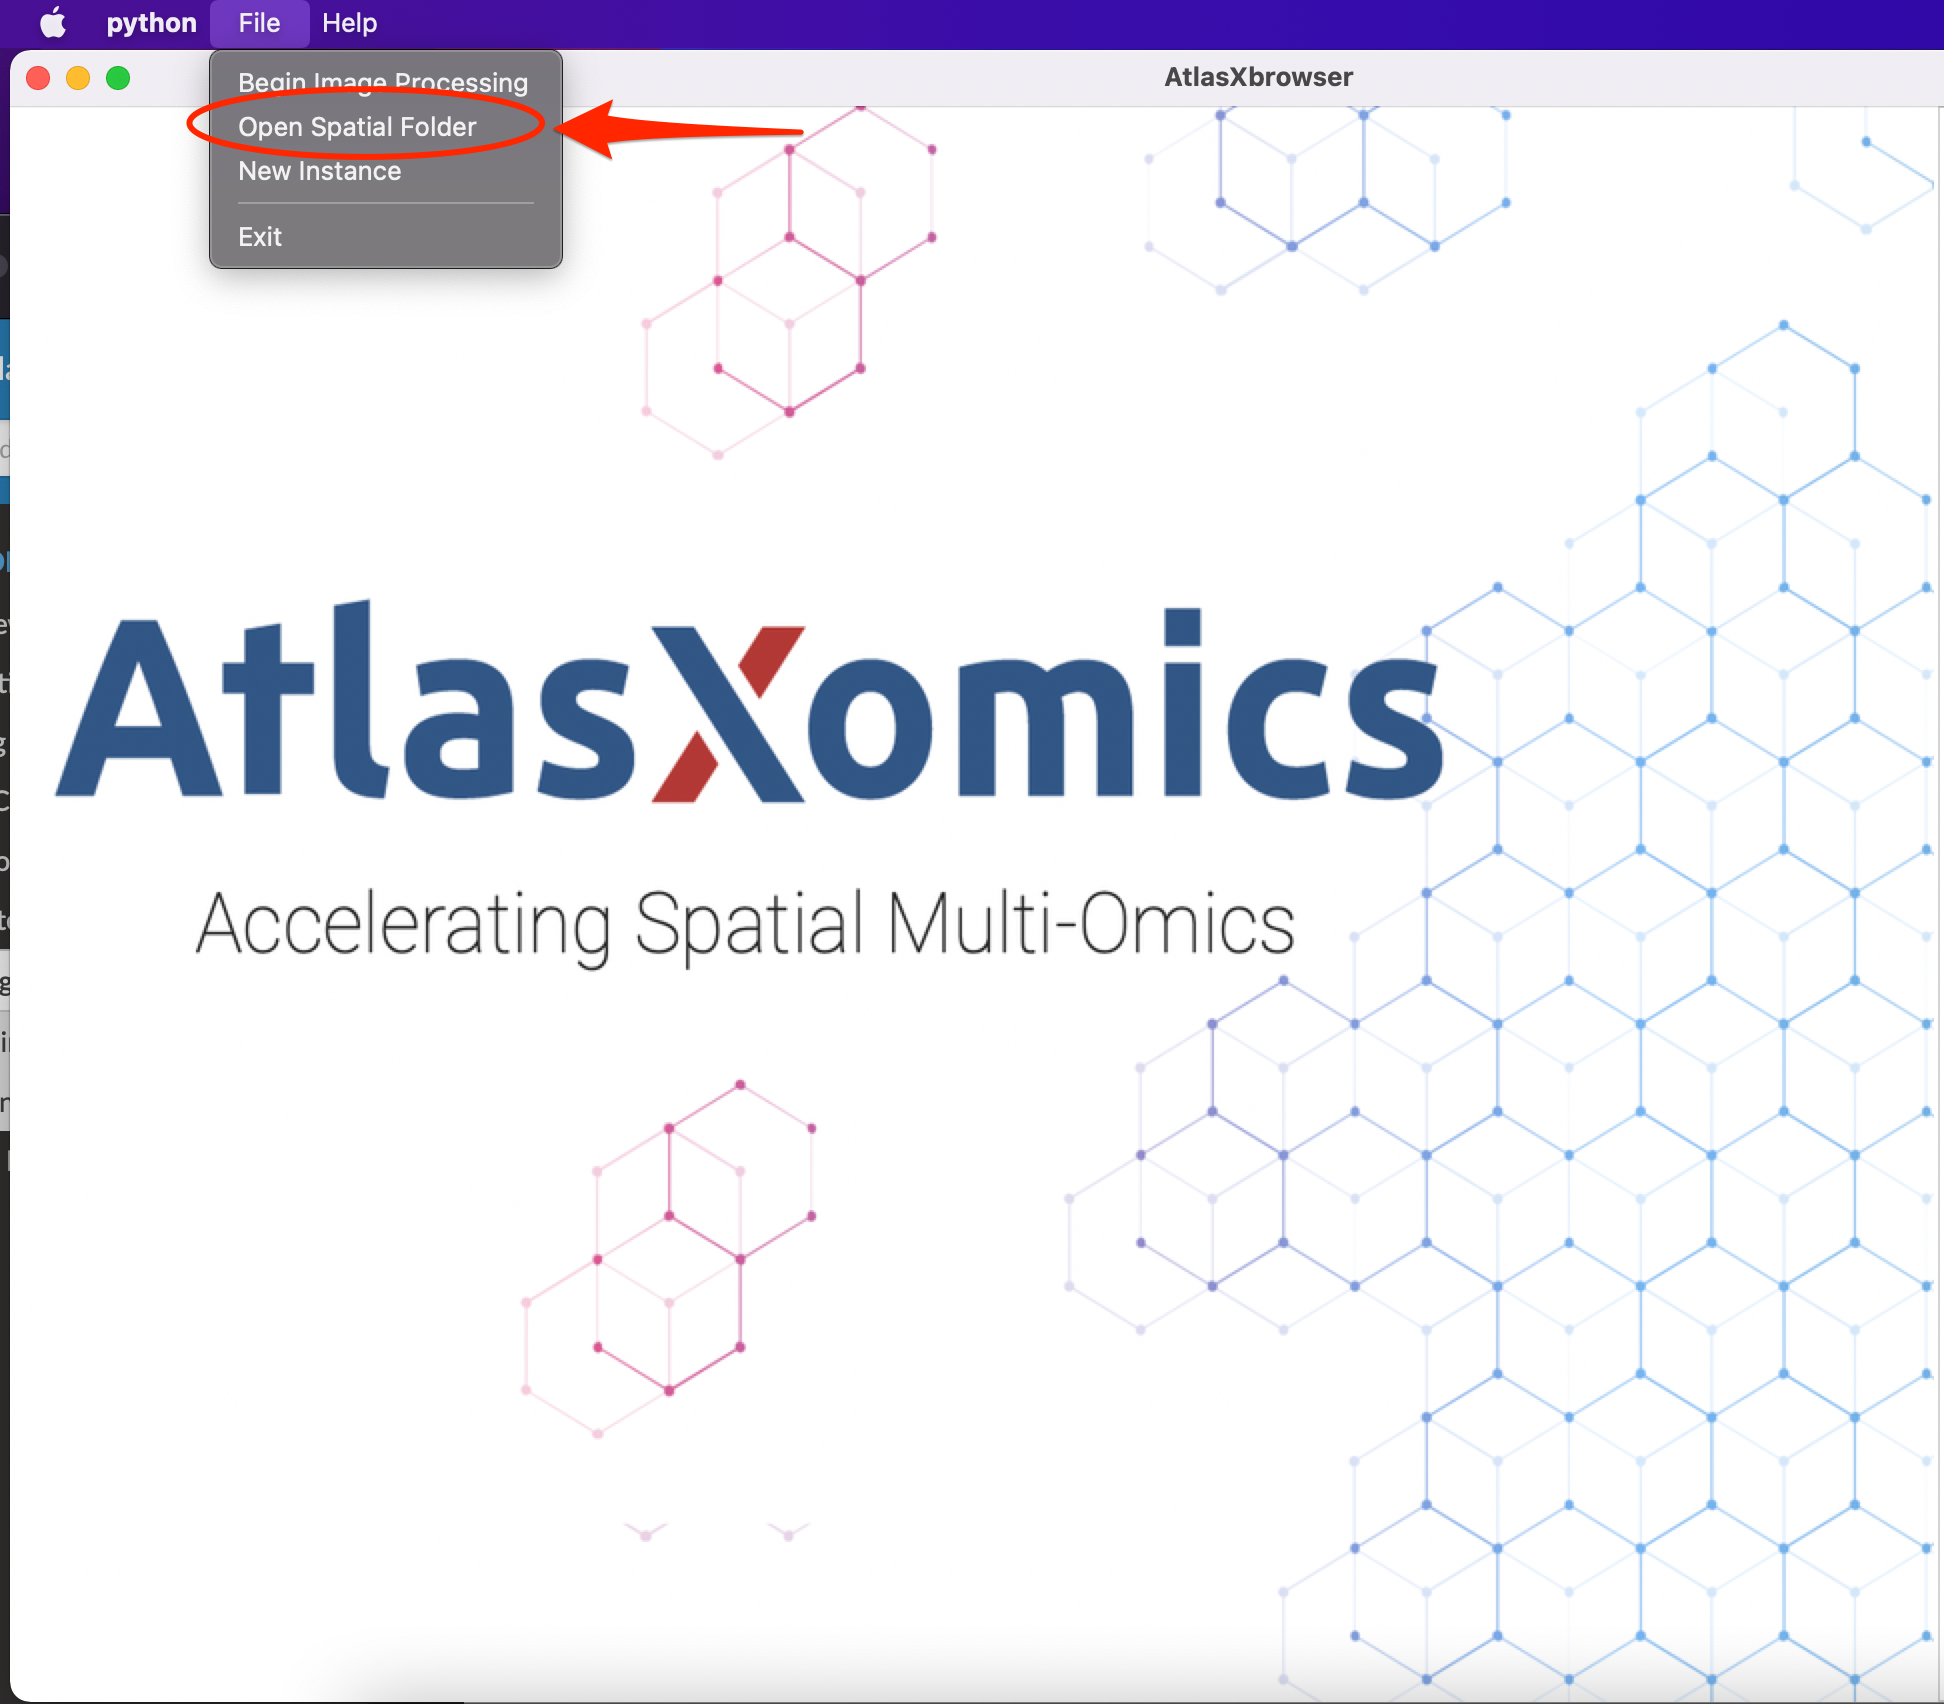 python File Help
AtlasXbrowser
Begin Image Processing
Open Spatial Folder
New Instance
Exit
AtlasXomics
Accelerating Spatial Multi-Omics